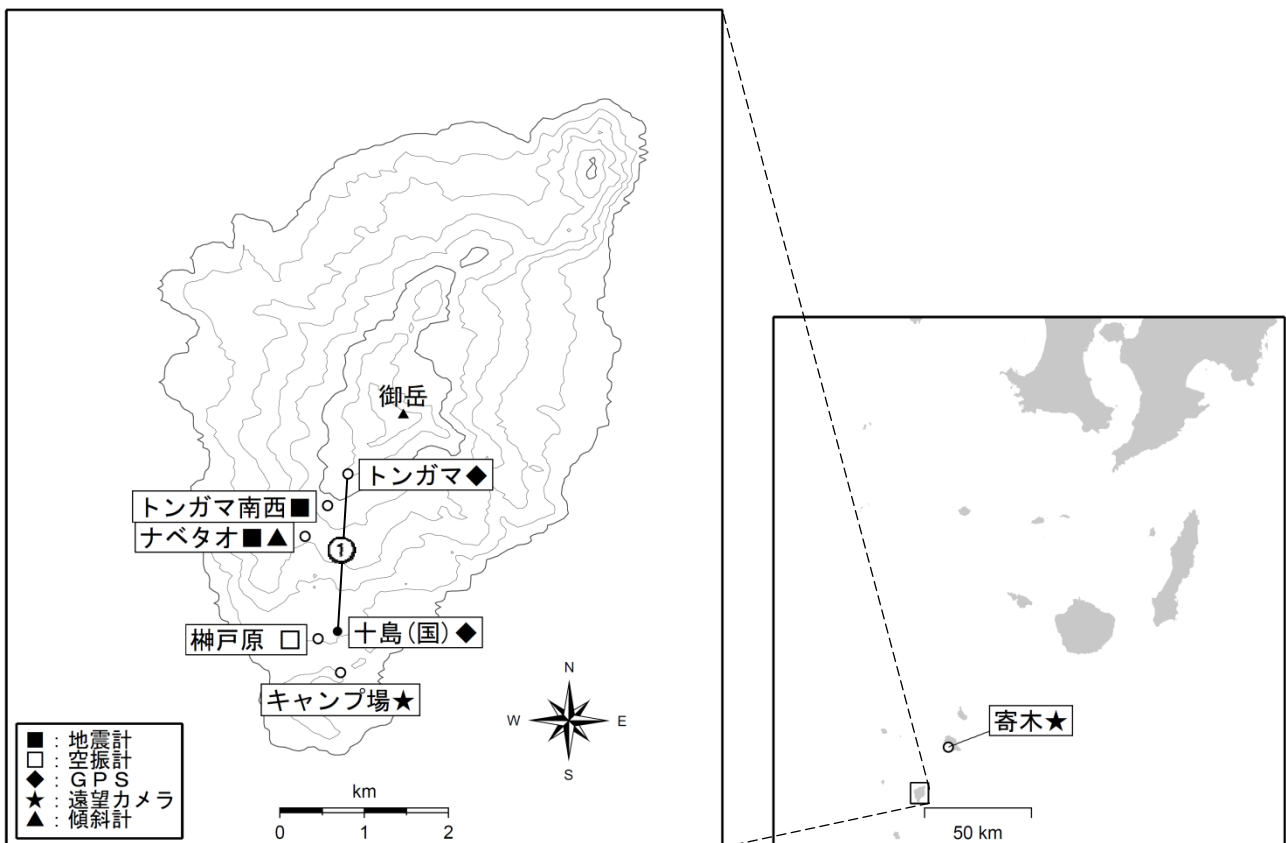 御岳
トンガマ◆
トンガマ南西■
ナベタオ■▲
①
榊戸原 □
十島(国)◆
キャンプ場★
N
W
E
S
■:地震計
□:空振計
◆:GPS
★:遠望カメラ
▲:傾斜計
km
0 1 2
寄木★
50 km